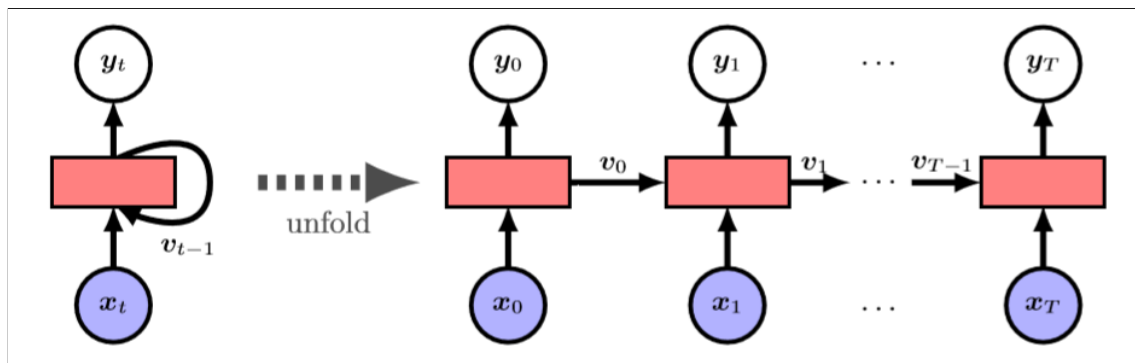 y_t y_0 y_1 ... y_T
v_0 v_1 ... v_{T-1}
unfold
v_{t-1}
x_t x_0 x_1 ... x_T